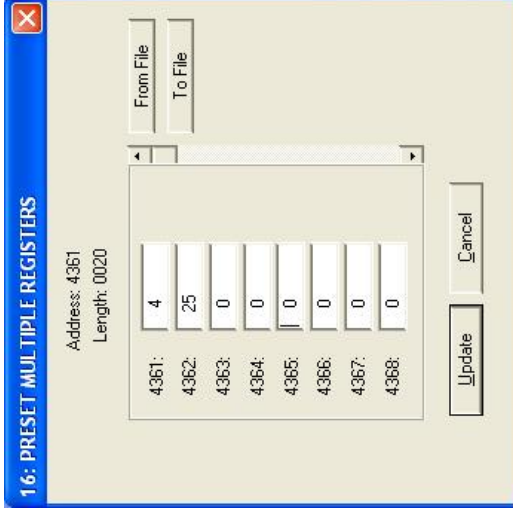 16: PRESET MULTIPLE REGISTERS
Address: 4361
Length: 0020
4361: 4
4362: 25
4363: 0
4364: 0
4365: 0
4366: 0
4367: 0
4368: 0
From File
To File
Update
Cancel